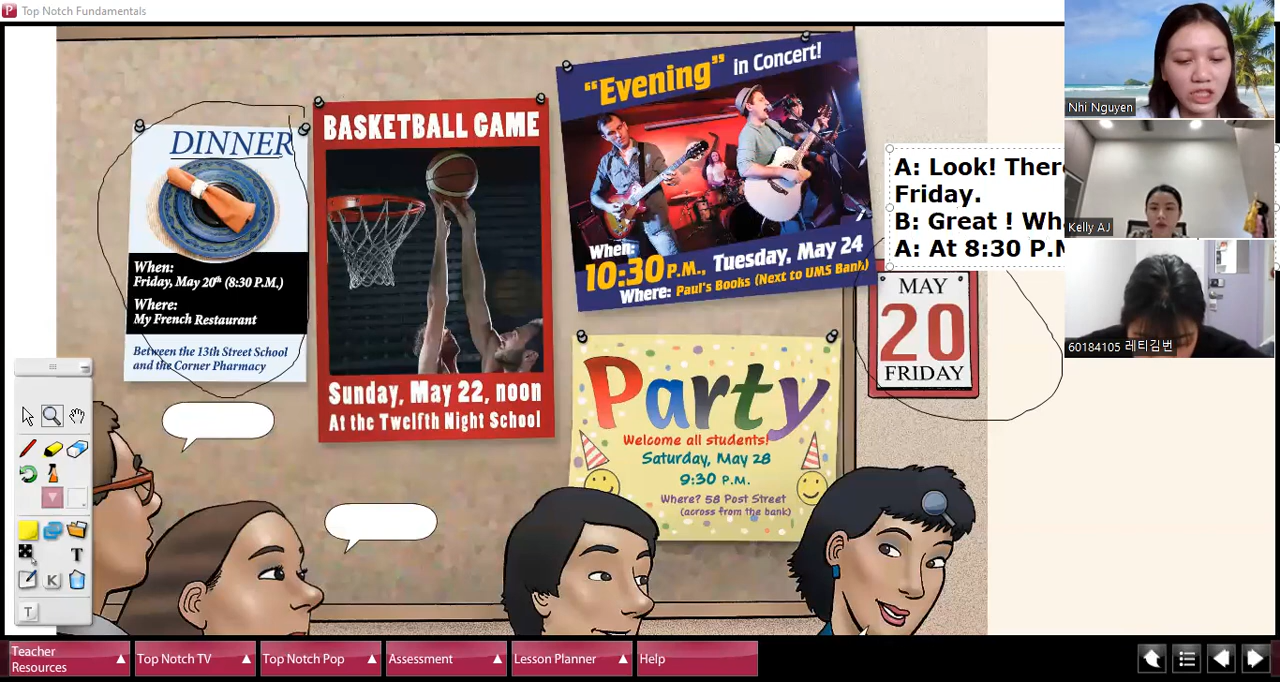 Top Notch Fundamentals
DINNER
When:
Friday, May 20th (8:30 P.M.)
Where:
My French Restaurant
Between the 13th Street School
and the Corner Pharmacy
BASKETBALL GAME
Sunday, May 22, noon
At the Twelfth Night School
"Evening" in Concert!
When:
10:30 P.M., Tuesday, May 24
Where: Paul's Books (Next to UMS Bank)
Party
Welcome all students!
Saturday, May 28
9:30 P.M.
Where? 58 Post Street
(across from the bank)
A: Look! Ther
Friday.
B: Great ! Wh
A: At 8:30 P.M
MAY
20
FRIDAY
Nhi Nguyen
Kelly AJ
60184105 레티김번
T
K
T
Teacher
Resources
Top Notch TV
Top Notch Pop
Assessment
Lesson Planner
Help